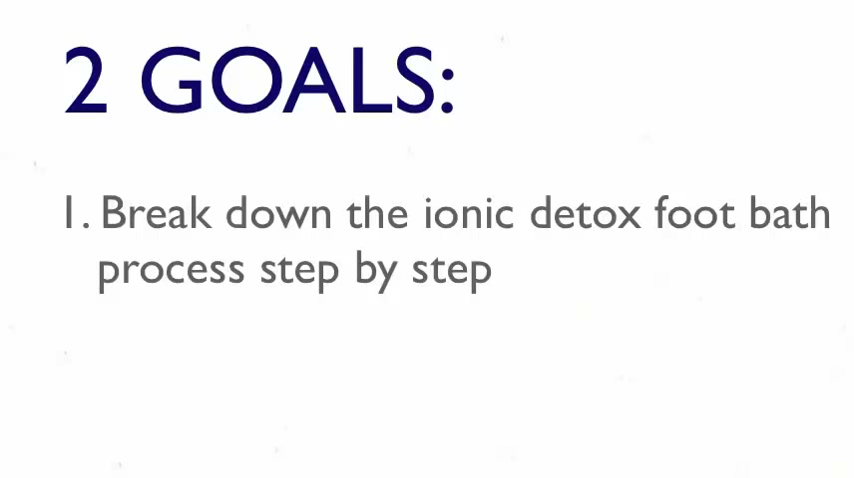 2 GOALS:
1. Break down the ionic detox foot bath
process step by step